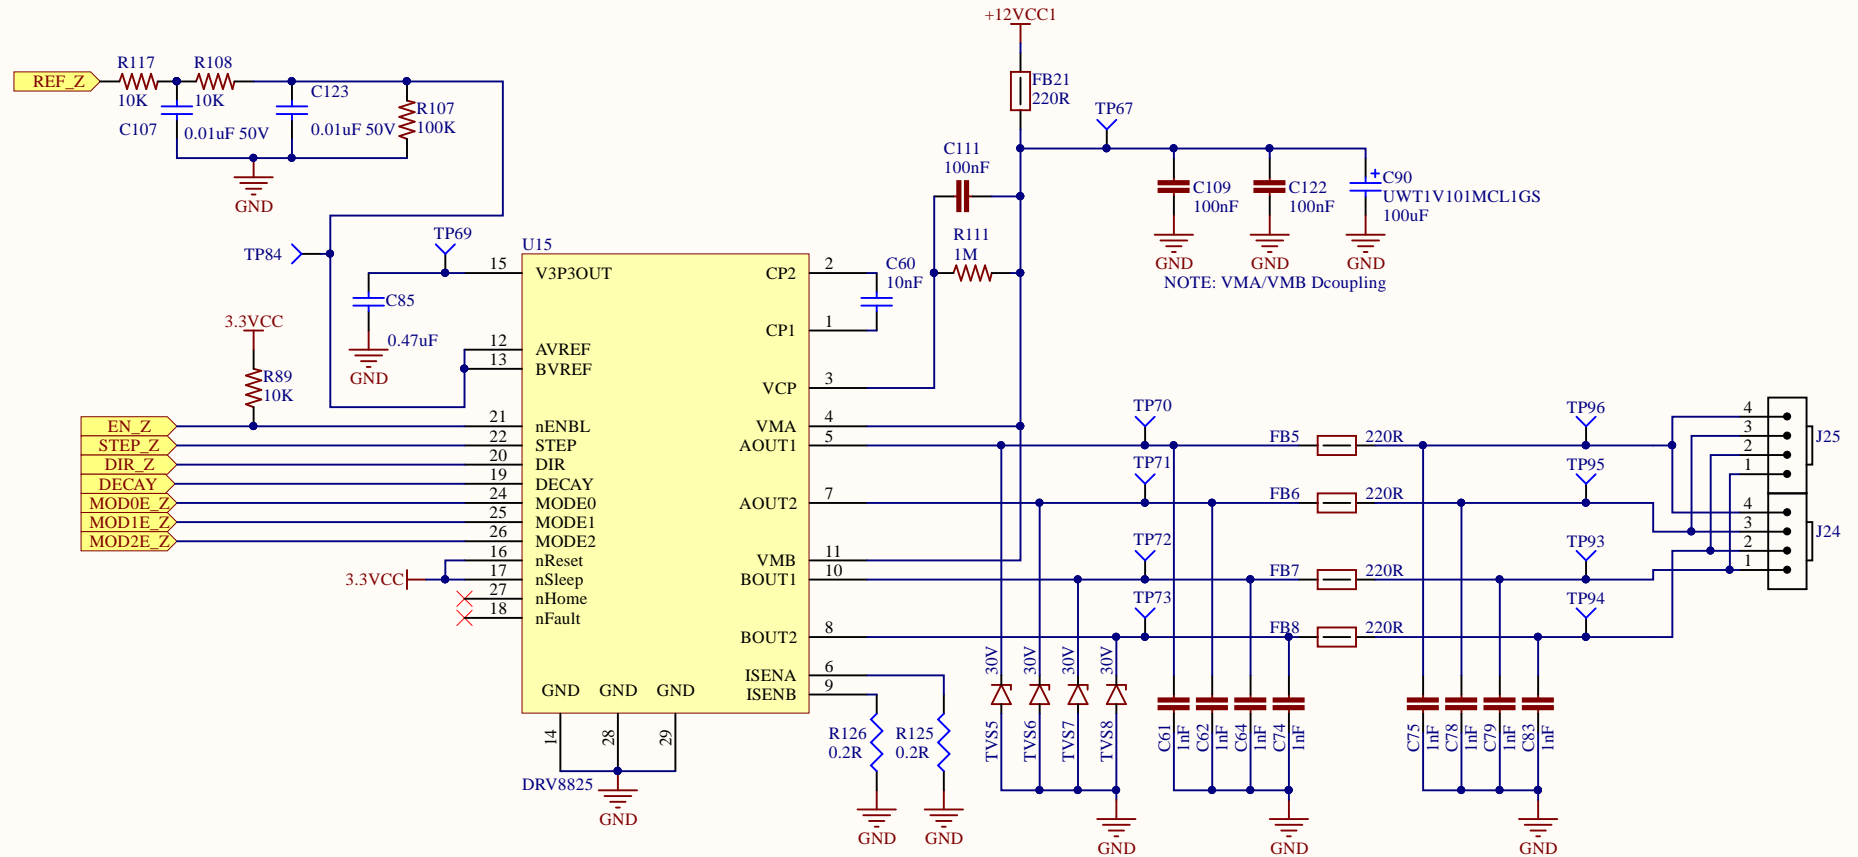 +12VCC1
REF_Z
R117
10K
R108
10K
C107
0.01uF 50V
C123
0.01uF 50V
R107
100K
GND
FB21
220R
TP67
C111
100nF
R111
1M
C109
100nF
C122
100nF
C90
UWT1V101MCL1GS
100uF
GND
GND
GND
NOTE: VMA/VMB Dcoupling
TP84
TP69
C85
0.47uF
GND
3.3VCC
R89
10K
EN_Z
STEP_Z
DIR_Z
DECAY
MOD0E_Z
MOD1E_Z
MOD2E_Z
3.3VCC
U15
15 V3P3OUT
12 AVREF
13 BVREF
21 nENBL
22 STEP
20 DIR
19 DECAY
24 MODE0
25 MODE1
26 MODE2
16 nReset
17 nSleep
27 nHome
18 nFault
CP2 2
CP1 1
VCP 3
VMA 4
AOUT1 5
AOUT2 7
VMB 11
BOUT1 10
BOUT2 8
ISENA 6
ISENB 9
GND GND GND
14 28 29
DRV8825
GND
C60
10nF
R126
0.2R
R125
0.2R
GND
GND
TP70
TP71
TP72
TP73
FB5 220R
FB6 220R
FB7 220R
FB8 220R
TP96
TP95
TP93
TP94
4
3
2
1
J25
4
3
2
1
J24
30V
TVS5
30V
TVS6
30V
TVS7
30V
TVS8
GND
C61
1nF
C62
1nF
C64
1nF
C74
1nF
GND
C75
1nF
C78
1nF
C79
1nF
C83
1nF
GND